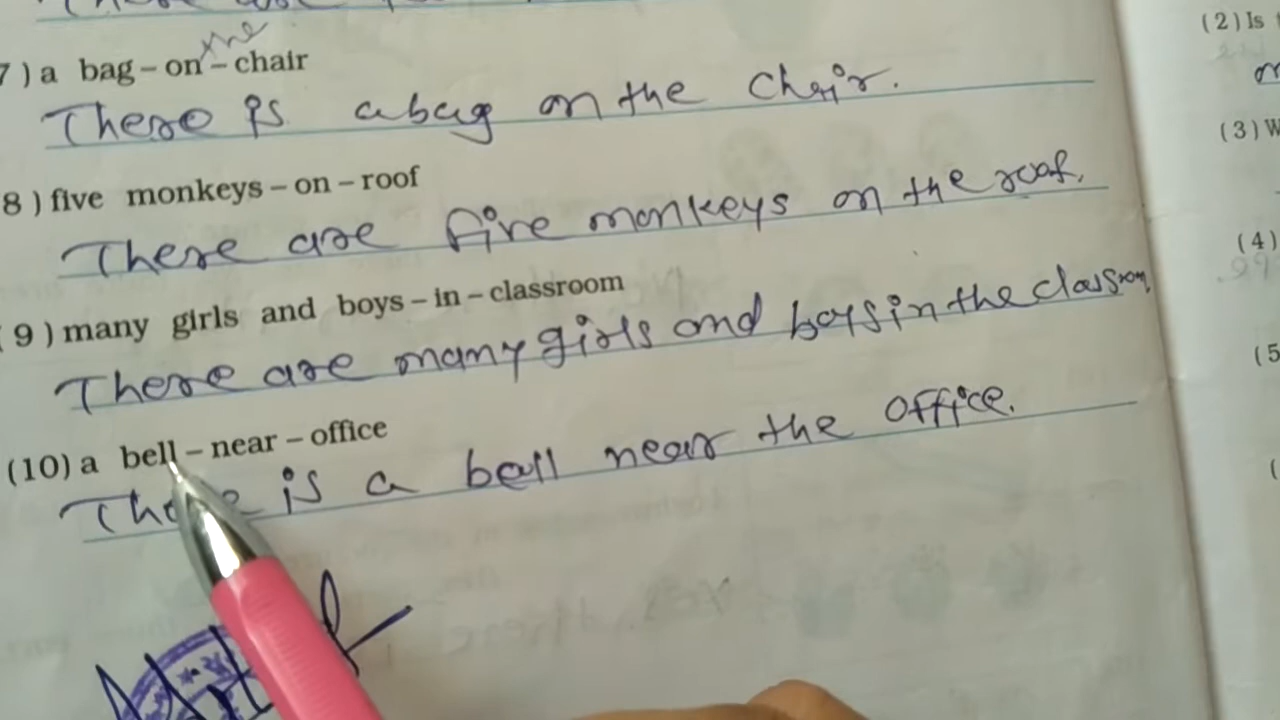 7 ) a bag – on – chair
the
There is a bag on the chair.
8 ) five monkeys – on – roof
There are five monkeys on the roof.
( 9 ) many girls and boys – in – classroom
There are many girls and boys in the classroom
(10) a bell – near – office
There is a bell near the office.
(2) Is
(3) W
(4)
(5
(